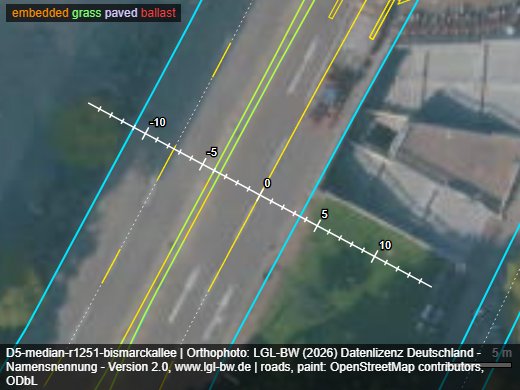 embedded grass paved ballast
-10
-5
0
5
10
5 m
D5-median-r1251-bismarckallee | Orthophoto: LGL-BW (2026) Datenlizenz Deutschland -
Namensnennung - Version 2.0, www.lgl-bw.de | roads, paint: OpenStreetMap contributors,
ODbL